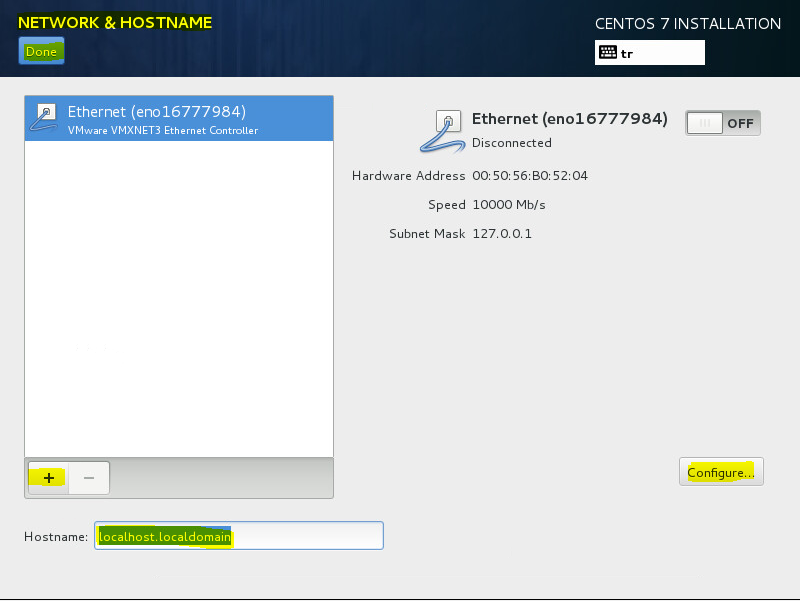 NETWORK & HOSTNAME
CENTOS 7 INSTALLATION
Done
tr
Ethernet (eno16777984)
VMware VMXNET3 Ethernet Controller
Ethernet (eno16777984)
Disconnected
OFF
Hardware Address 00:50:56:B0:52:04
Speed 10000 Mb/s
Subnet Mask 127.0.0.1
+ −
Configure...
Hostname: localhost.localdomain